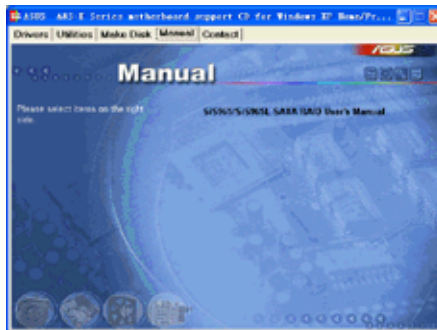 ASUS A8S-X Series motherboard support CD for Windows XP Home/Pr...
Drivers Utilities Make Disk Manual Contact
ASUS
Manual
Please select items on the right
side.
SIS965/SIS965L SATA RAID User's Manual